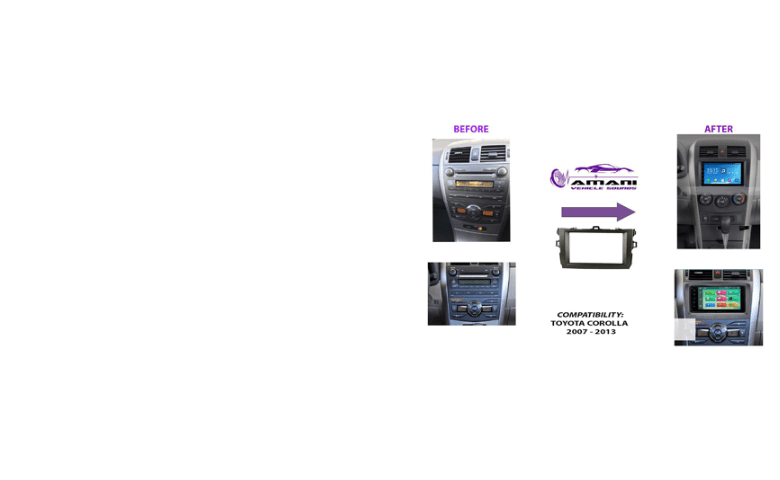 BEFORE
AFTER
AMANI
VEHICLE SOUNDS
COMPATIBILITY:
TOYOTA COROLLA
2007 - 2013